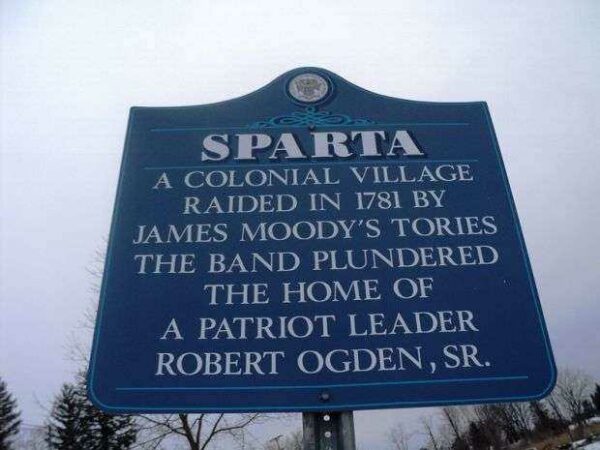 SPARTA
A COLONIAL VILLAGE
RAIDED IN 1781 BY
JAMES MOODY'S TORIES
THE BAND PLUNDERED
THE HOME OF
A PATRIOT LEADER
ROBERT OGDEN, SR.